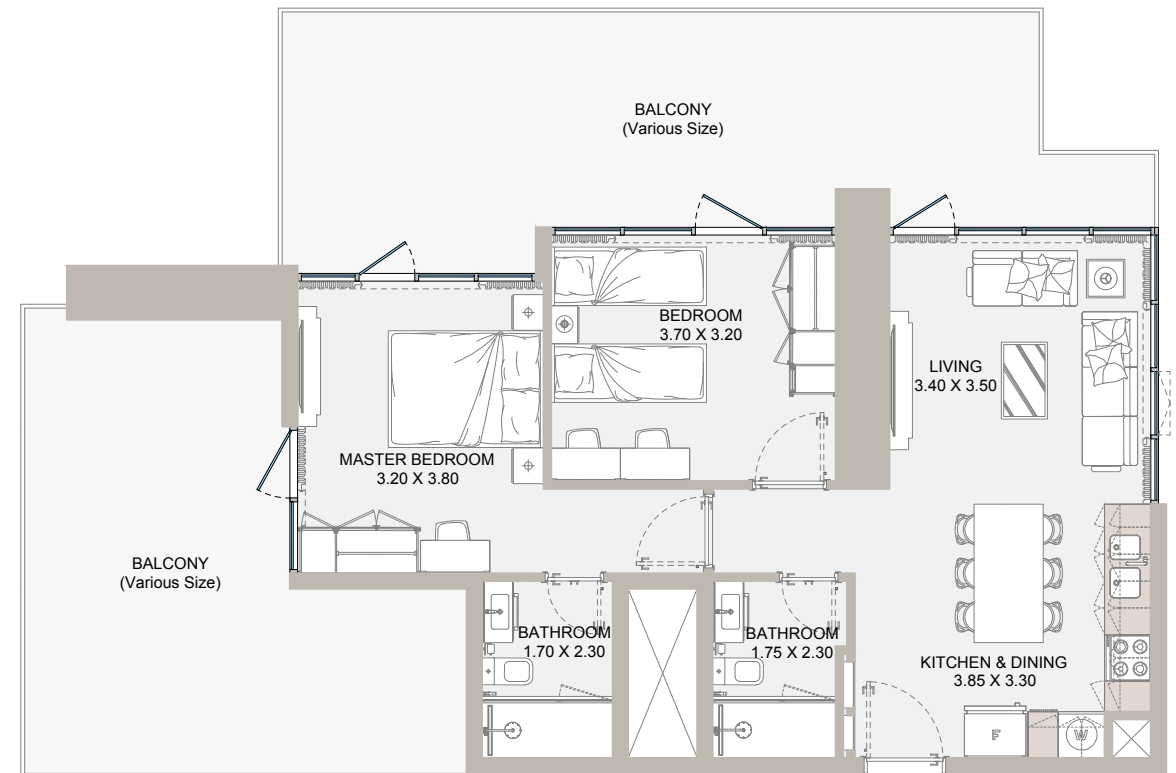 BALCONY
(Various Size)
BEDROOM
3.70 X 3.20
LIVING
3.40 X 3.50
MASTER BEDROOM
3.20 X 3.80
BALCONY
(Various Size)
BATHROOM
1.70 X 2.30
BATHROOM
1.75 X 2.30
KITCHEN & DINING
3.85 X 3.30
F
W